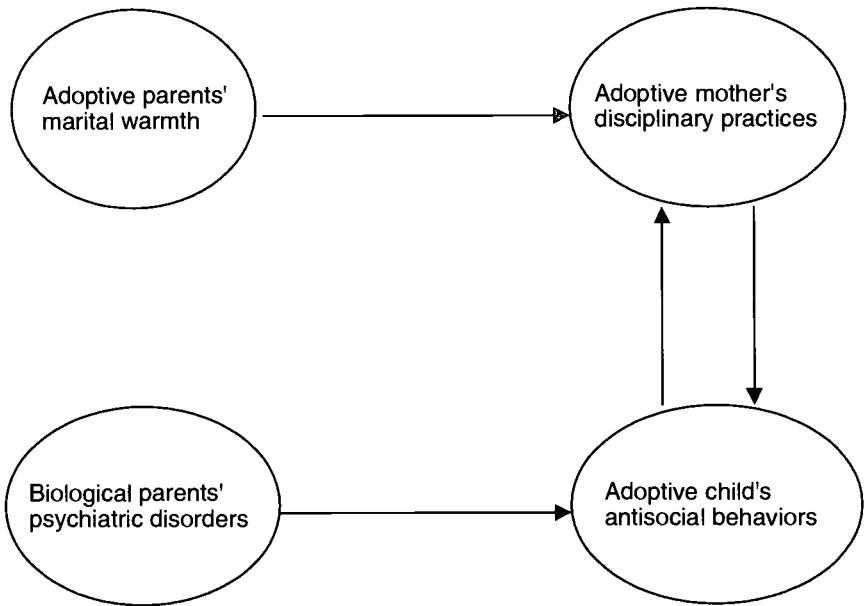 Adoptive parents'
marital warmth
Adoptive mother's
disciplinary practices
Biological parents'
psychiatric disorders
Adoptive child's
antisocial behaviors